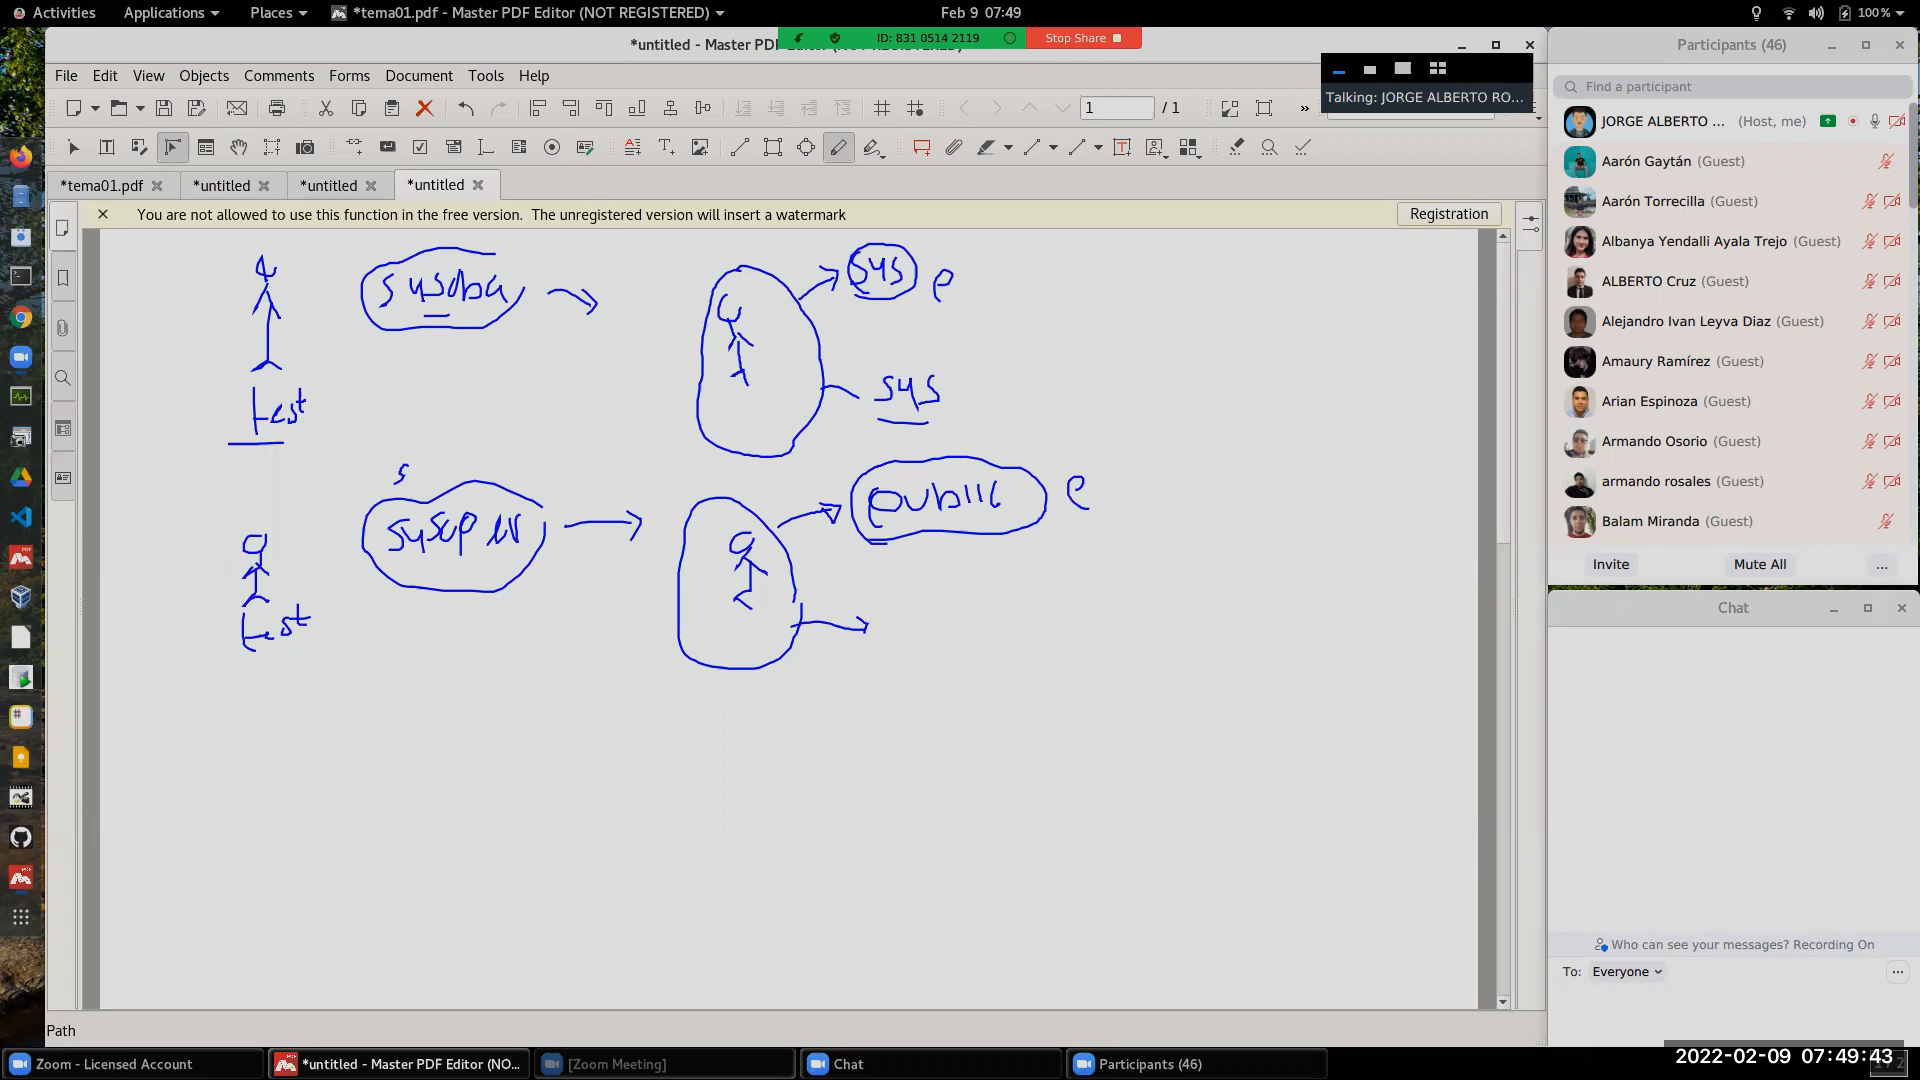 Activities Applications Places *tema01.pdf - Master PDF Editor (NOT REGISTERED) Feb 9 07:49 100%
*untitled - Master PD ID: 831 0514 2119 Stop Share
Talking: JORGE ALBERTO RO...
File Edit View Objects Comments Forms Document Tools Help
1 / 1 »
*tema01.pdf *untitled *untitled *untitled
You are not allowed to use this function in the free version. The unregistered version will insert a watermark Registration
sysdba sys e
test sys
s
sysoper public e
test
Path
Participants (46)
Find a participant
JORGE ALBERTO ... (Host, me)
Aarón Gaytán (Guest)
Aarón Torrecilla (Guest)
Albanya Yendalli Ayala Trejo (Guest)
ALBERTO Cruz (Guest)
Alejandro Ivan Leyva Diaz (Guest)
Amaury Ramírez (Guest)
Arian Espinoza (Guest)
Armando Osorio (Guest)
armando rosales (Guest)
Balam Miranda (Guest)
Invite Mute All ...
Chat
Who can see your messages? Recording On
To: Everyone ...
Zoom - Licensed Account *untitled - Master PDF Editor (NO... [Zoom Meeting] Chat Participants (46)
2022-02-09 07:49:43